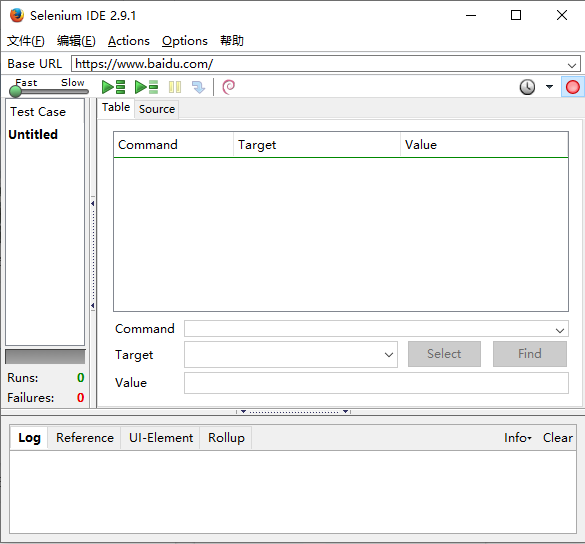 Selenium IDE 2.9.1
文件(F) 编辑(E) Actions Options 帮助
Base URL https://www.baidu.com/
Fast Slow
Test Case
Untitled
Table Source
Command Target Value
Command
Target Select Find
Value
Runs: 0
Failures: 0
Log Reference UI-Element Rollup Info Clear